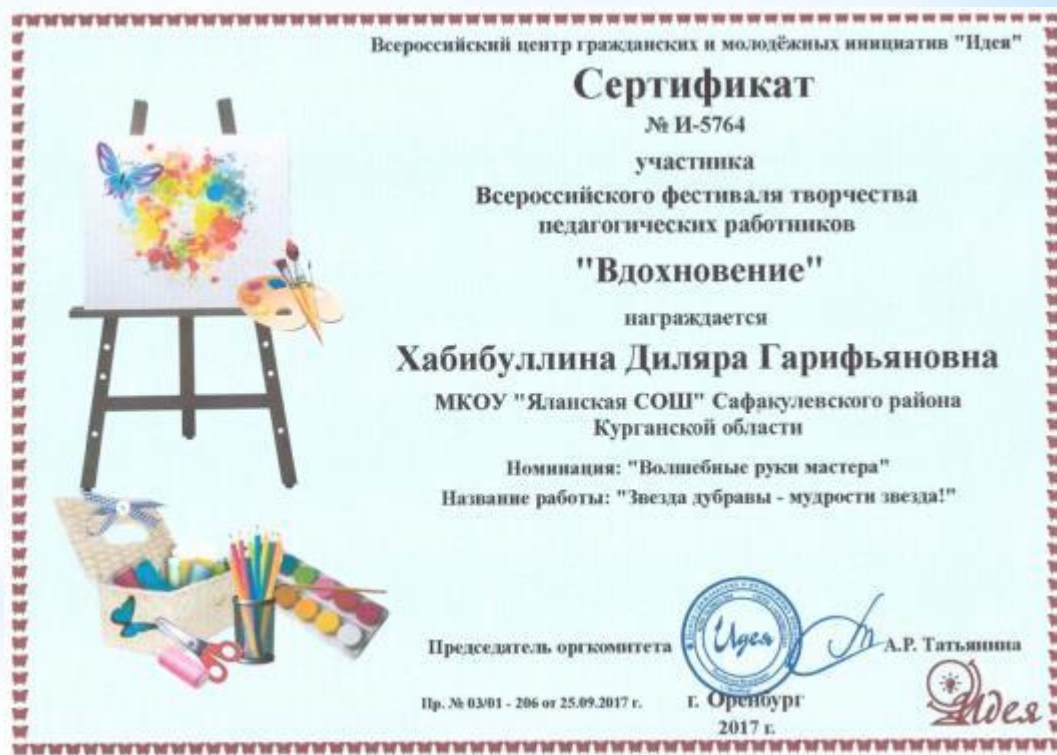 Всероссийский центр гражданских и молодёжных инициатив "Идея"
Сертификат
№ И-5764
участника
Всероссийского фестиваля творчества
педагогических работников
"Вдохновение"
награждается
Хабибуллина Диляра Гарифьяновна
МКОУ "Яланская СОШ" Сафакулевского района
Курганской области
Номинация: "Волшебные руки мастера"
Название работы: "Звезда дубравы - мудрости звезда!"
Идея
Председатель оргкомитета
А.Р. Татьянина
Пр. № 03/01 - 206 от 25.09.2017 г.
г. Оренбург
2017 г.
Идея